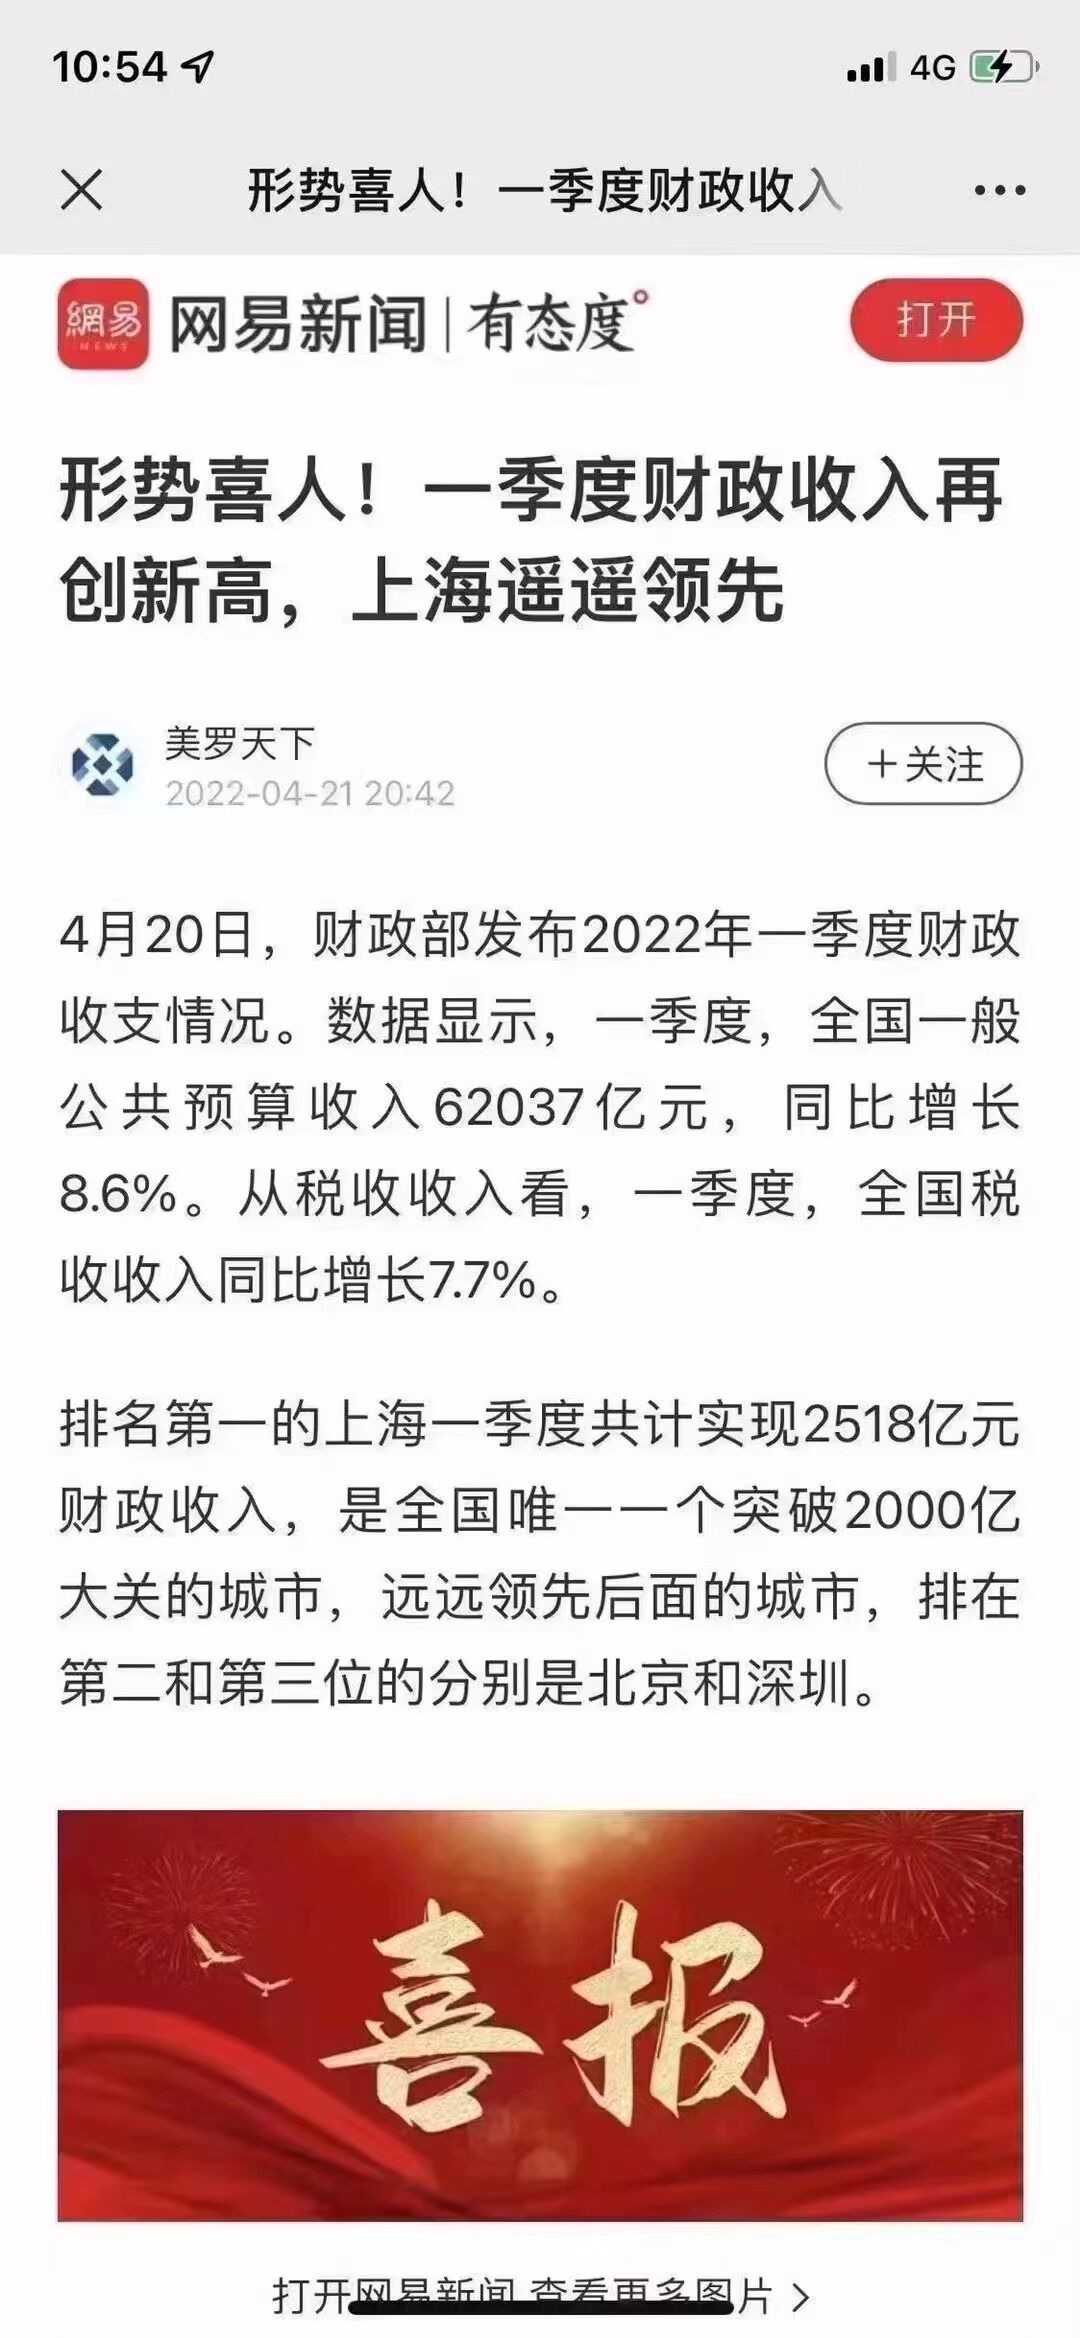 10:54
4G
形势喜人！一季度财政收入
網易
NEWS
网易新闻 | 有态度°
打开
形势喜人！一季度财政收入再
创新高，上海遥遥领先
美罗天下
2022-04-21 20:42
+关注
4月20日，财政部发布2022年一季度财政
收支情况。数据显示，一季度，全国一般
公共预算收入62037亿元，同比增长
8.6%。从税收收入看，一季度，全国税
收收入同比增长7.7%。
排名第一的上海一季度共计实现2518亿元
财政收入，是全国唯一一个突破2000亿
大关的城市，远远领先后面的城市，排在
第二和第三位的分别是北京和深圳。
喜报
打开网易新闻 查看更多图片